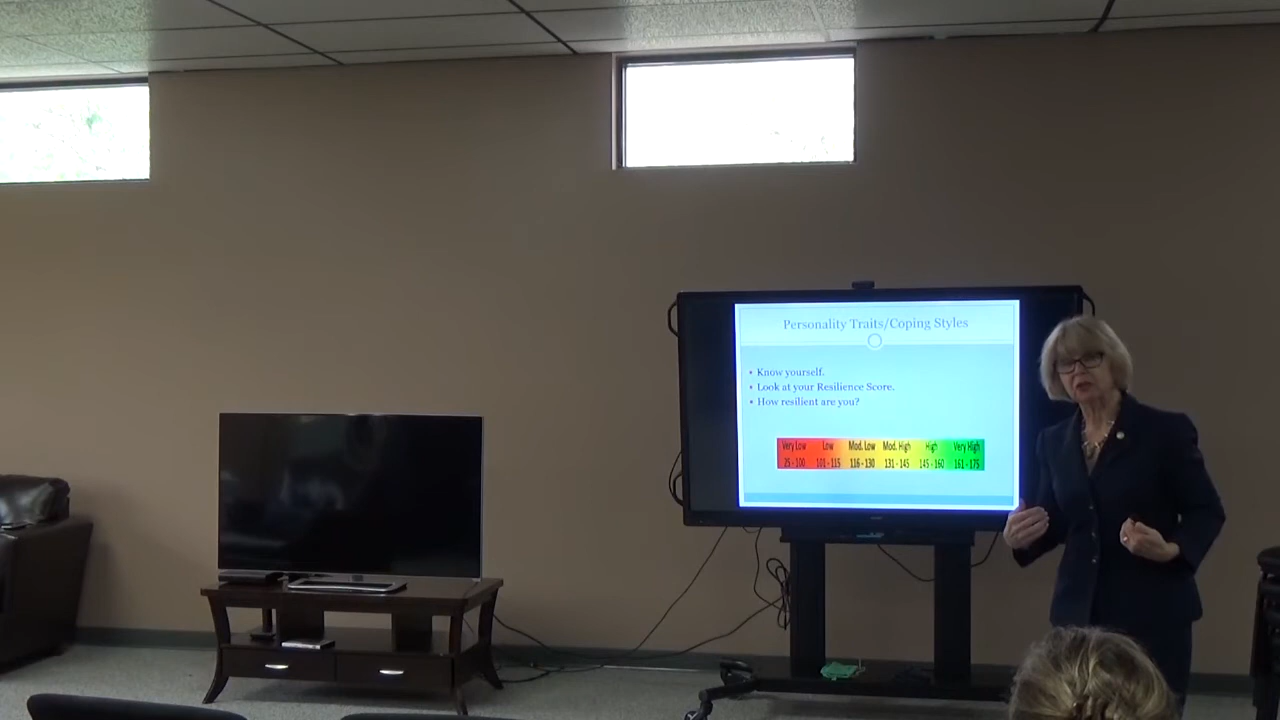 Personality Traits/Coping Styles
• Know yourself.
• Look at your Resilience Score.
• How resilient are you?
Very Low Low Mod. Low Mod. High High Very High
25 - 100 101 - 115 116 - 130 131 - 145 145 - 160 161 - 175